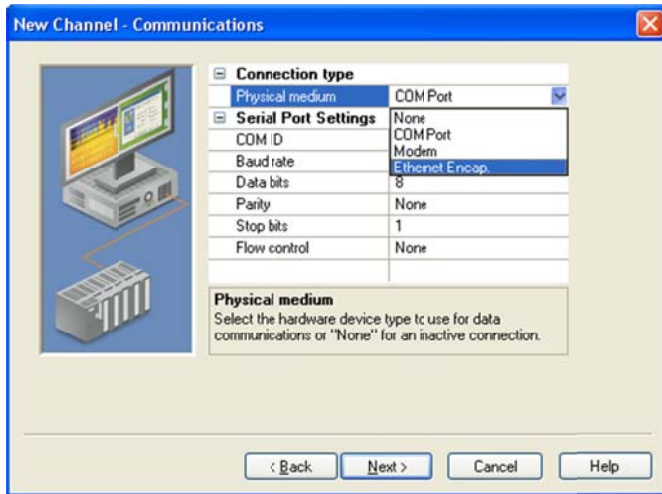 New Channel - Communications
Connection type
Physical medium COM Port
Serial Port Settings None
COM ID COM Port
Modem
Baud rate Ethernet Encap.
Data bits 8
Parity None
Stop bits 1
Flow control None
Physical medium
Select the hardware device type to use for data
communications or "None" for an inactive connection.
< Back Next > Cancel Help